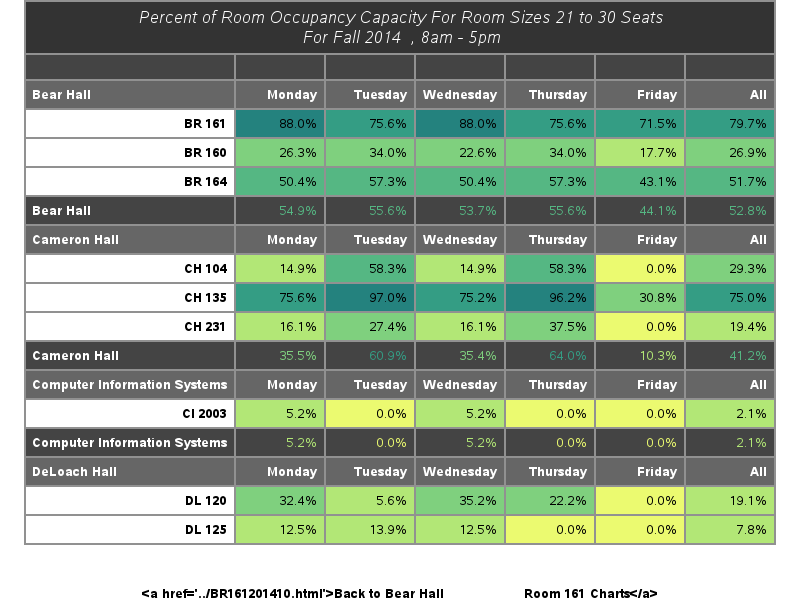 Percent of Room Occupancy Capacity For Room Sizes 21 to 30 Seats
For Fall 2014 , 8am - 5pm
Bear Hall Monday Tuesday Wednesday Thursday Friday All
BR 161 88.0% 75.6% 88.0% 75.6% 71.5% 79.7%
BR 160 26.3% 34.0% 22.6% 34.0% 17.7% 26.9%
BR 164 50.4% 57.3% 50.4% 57.3% 43.1% 51.7%
Bear Hall 54.9% 55.6% 53.7% 55.6% 44.1% 52.8%
Cameron Hall Monday Tuesday Wednesday Thursday Friday All
CH 104 14.9% 58.3% 14.9% 58.3% 0.0% 29.3%
CH 135 75.6% 97.0% 75.2% 96.2% 30.8% 75.0%
CH 231 16.1% 27.4% 16.1% 37.5% 0.0% 19.4%
Cameron Hall 35.5% 60.9% 35.4% 64.0% 10.3% 41.2%
Computer Information Systems Monday Tuesday Wednesday Thursday Friday All
CI 2003 5.2% 0.0% 5.2% 0.0% 0.0% 2.1%
Computer Information Systems 5.2% 0.0% 5.2% 0.0% 0.0% 2.1%
DeLoach Hall Monday Tuesday Wednesday Thursday Friday All
DL 120 32.4% 5.6% 35.2% 22.2% 0.0% 19.1%
DL 125 12.5% 13.9% 12.5% 0.0% 0.0% 7.8%
<a href='../BR161201410.html'>Back to Bear Hall Room 161 Charts</a>